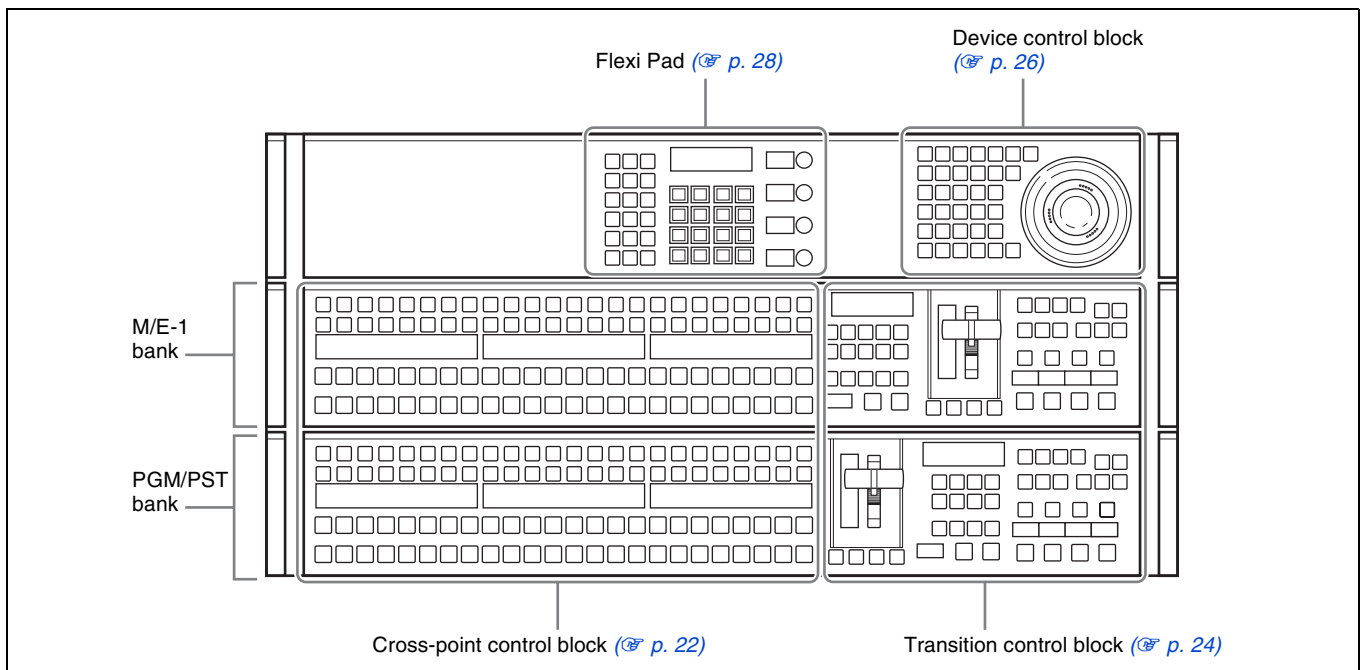 Device control block
(☞ p. 26)
Flexi Pad (☞ p. 28)
M/E-1
bank
PGM/PST
bank
Cross-point control block (☞ p. 22)
Transition control block (☞ p. 24)